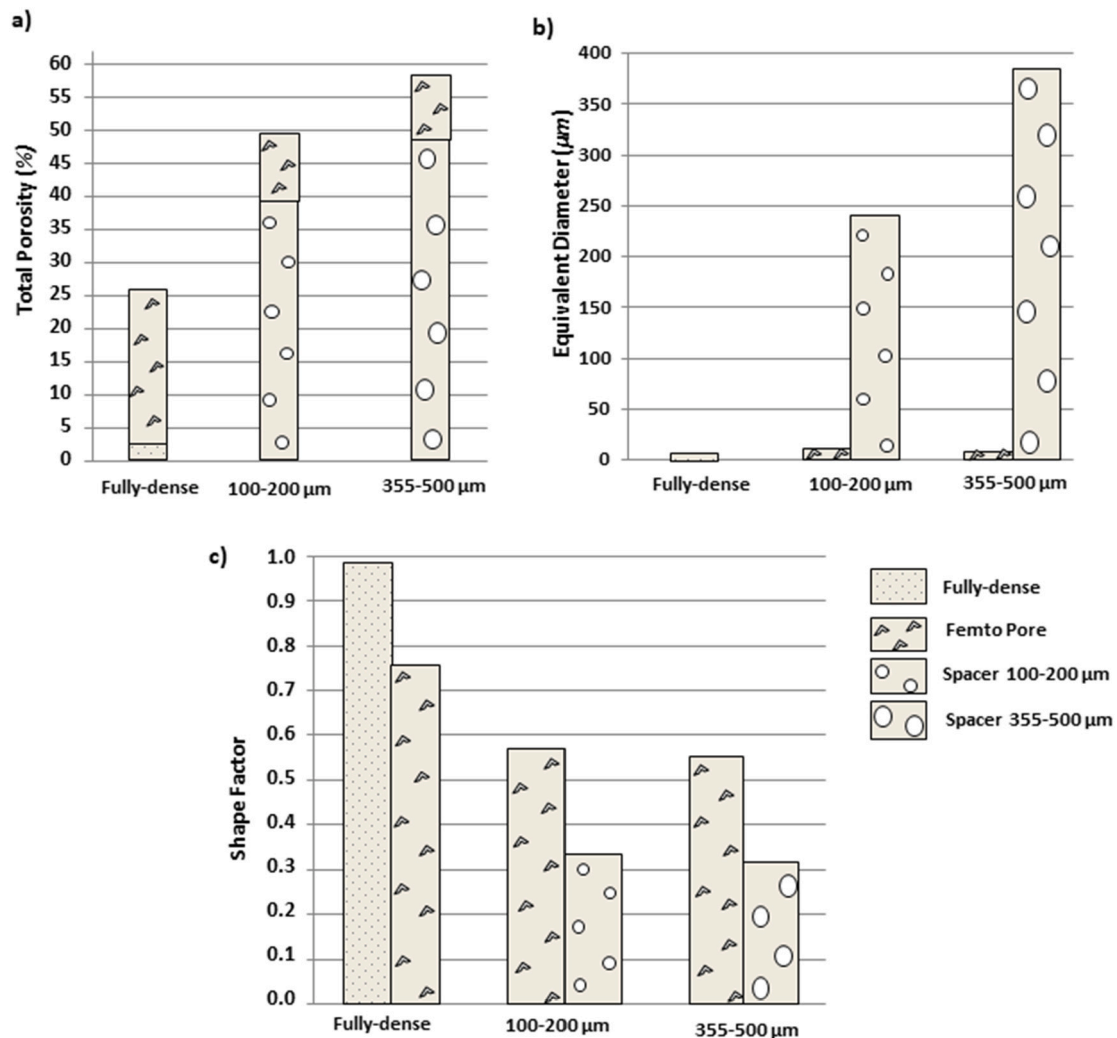 a)
Total Porosity (%)
60
55
50
45
40
35
30
25
20
15
10
5
0
Fully-dense
100-200 µm
355-500 µm
b)
Equivalent Diameter (µm)
400
350
300
250
200
150
100
50
0
Fully-dense
100-200 µm
355-500 µm
c)
Shape Factor
1.0
0.9
0.8
0.7
0.6
0.5
0.4
0.3
0.2
0.1
0.0
Fully-dense
100-200 µm
355-500 µm
Fully-dense
Femto Pore
Spacer 100-200 µm
Spacer 355-500 µm